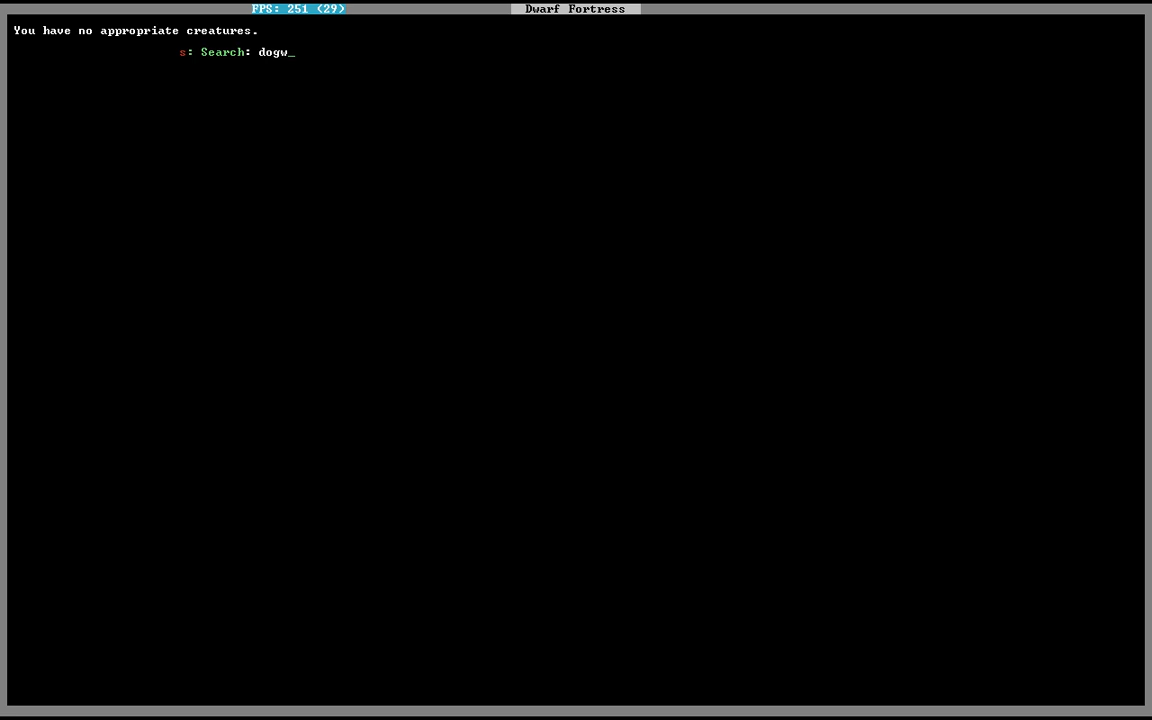 FPS: 251 (29) Dwarf Fortress
You have no appropriate creatures.
s: Search: dogw_